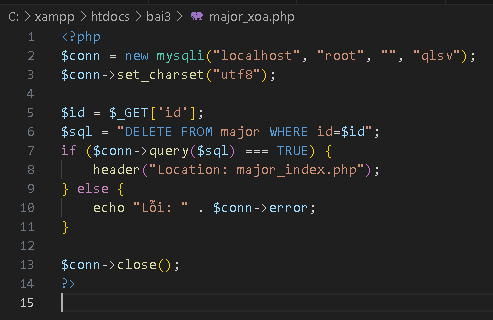 C: > xampp > htdocs > bai3 > major_xoa.php
1 <?php
2 $conn = new mysqli("localhost", "root", "", "qlsv");
3 $conn->set_charset("utf8");
4
5 $id = $_GET['id'];
6 $sql = "DELETE FROM major WHERE id=$id";
7 if ($conn->query($sql) === TRUE) {
8     header("Location: major_index.php");
9 } else {
10     echo "Lỗi: " . $conn->error;
11 }
12
13 $conn->close();
14 ?>
15